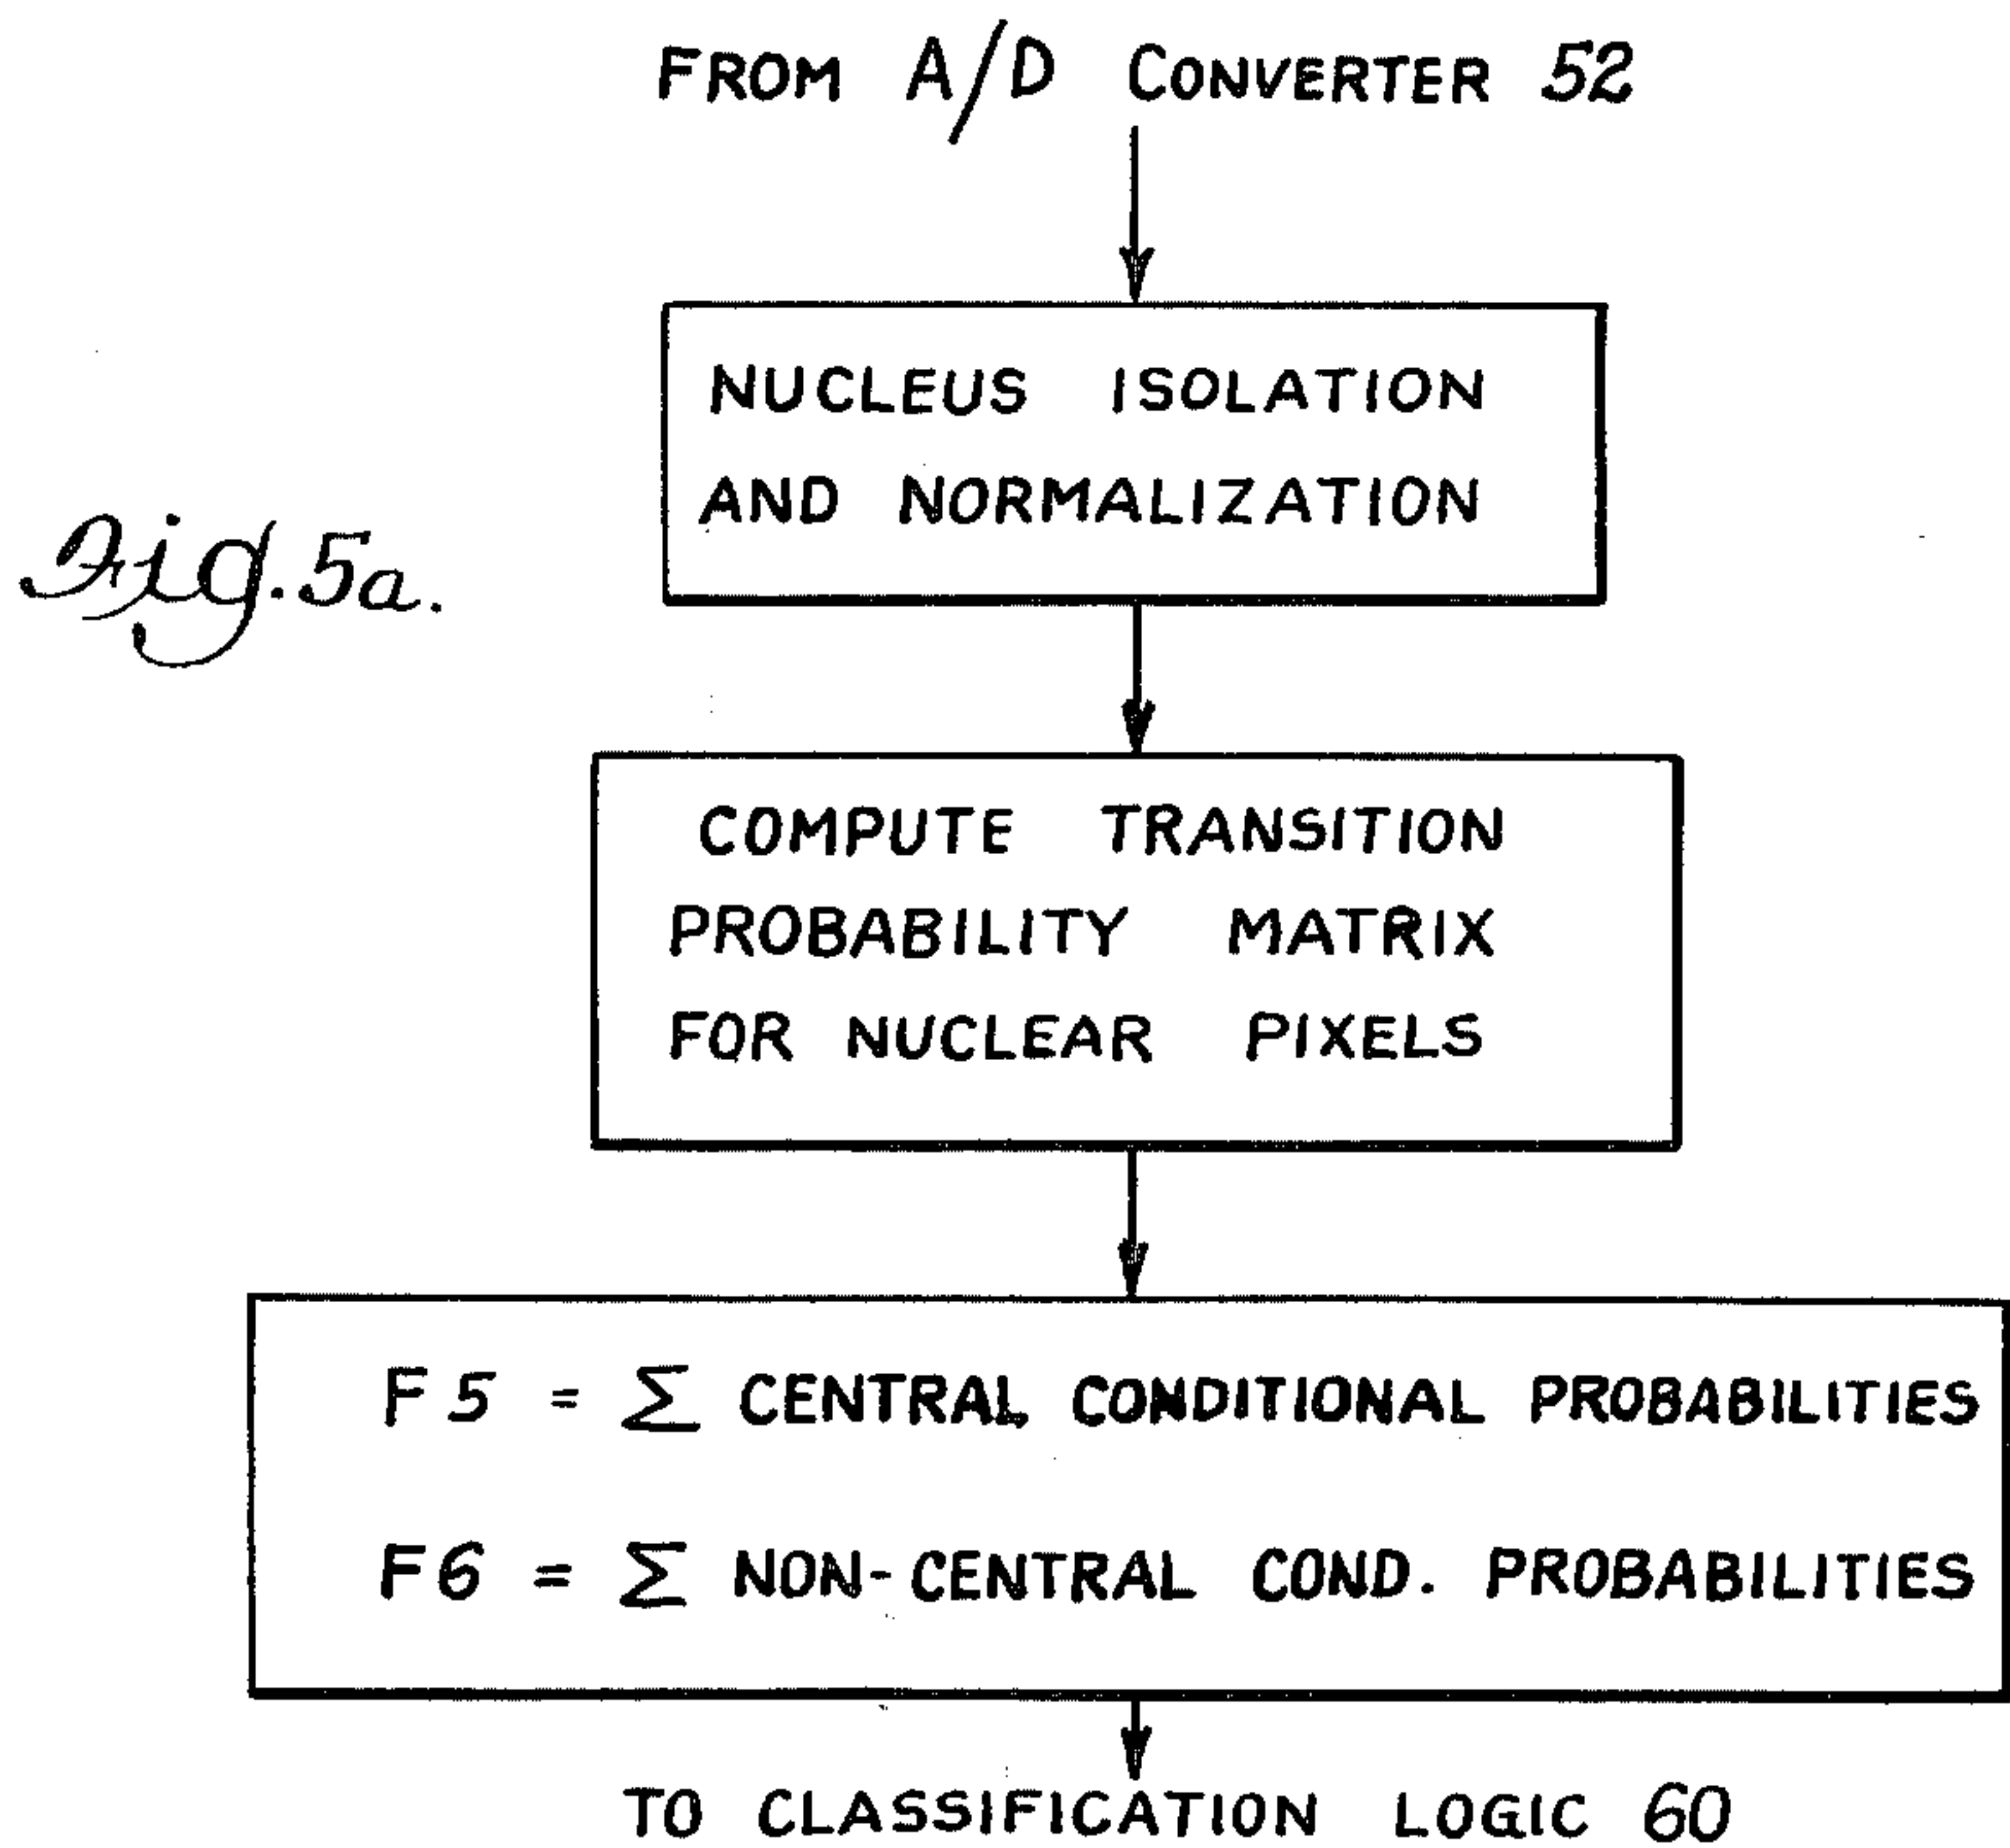 FROM A/D CONVERTER 52
NUCLEUS ISOLATION
AND NORMALIZATION
Fig. 5a.
COMPUTE TRANSITION
PROBABILITY MATRIX
FOR NUCLEAR PIXELS
F5 = Σ CENTRAL CONDITIONAL PROBABILITIES
F6 = Σ NON-CENTRAL COND. PROBABILITIES
TO CLASSIFICATION LOGIC 60